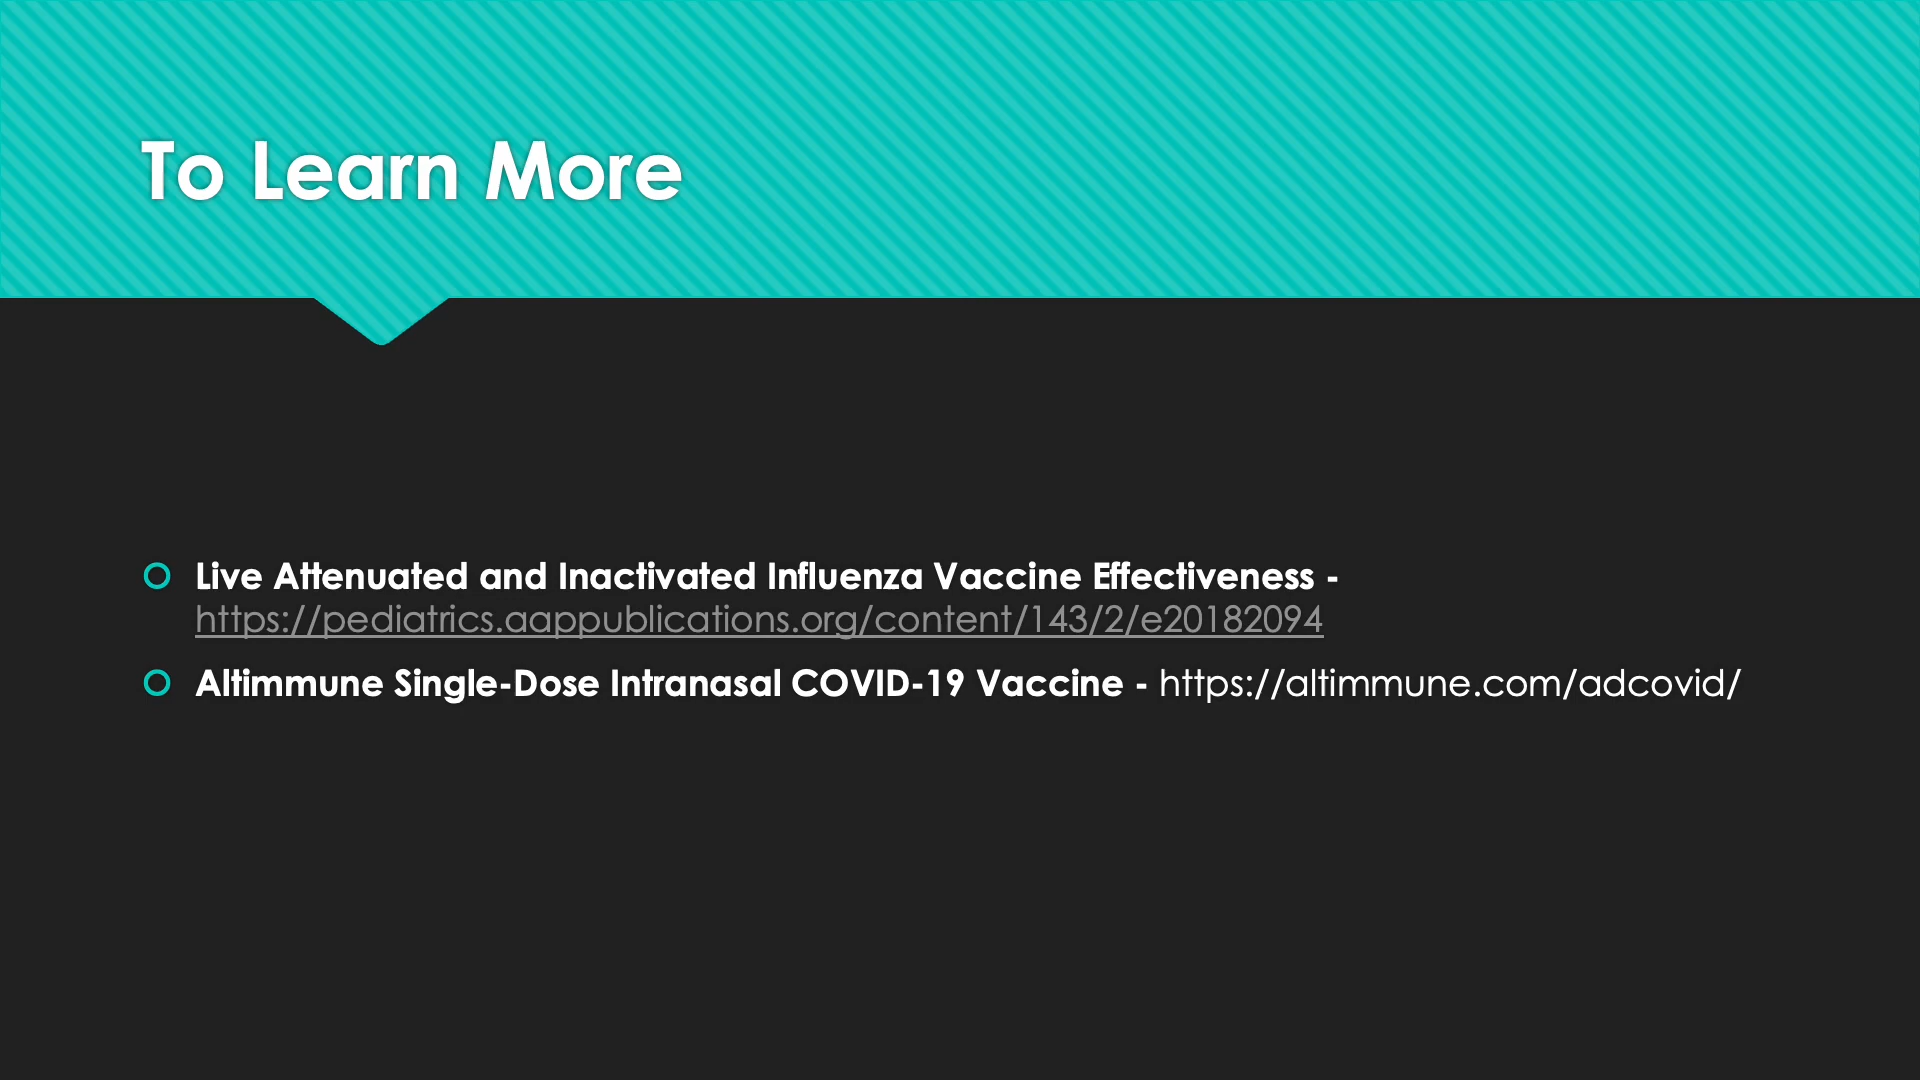 To Learn More
Live Attenuated and Inactivated Influenza Vaccine Effectiveness -
https://pediatrics.aappublications.org/content/143/2/e20182094
Altimmune Single-Dose Intranasal COVID-19 Vaccine - https://altimmune.com/adcovid/